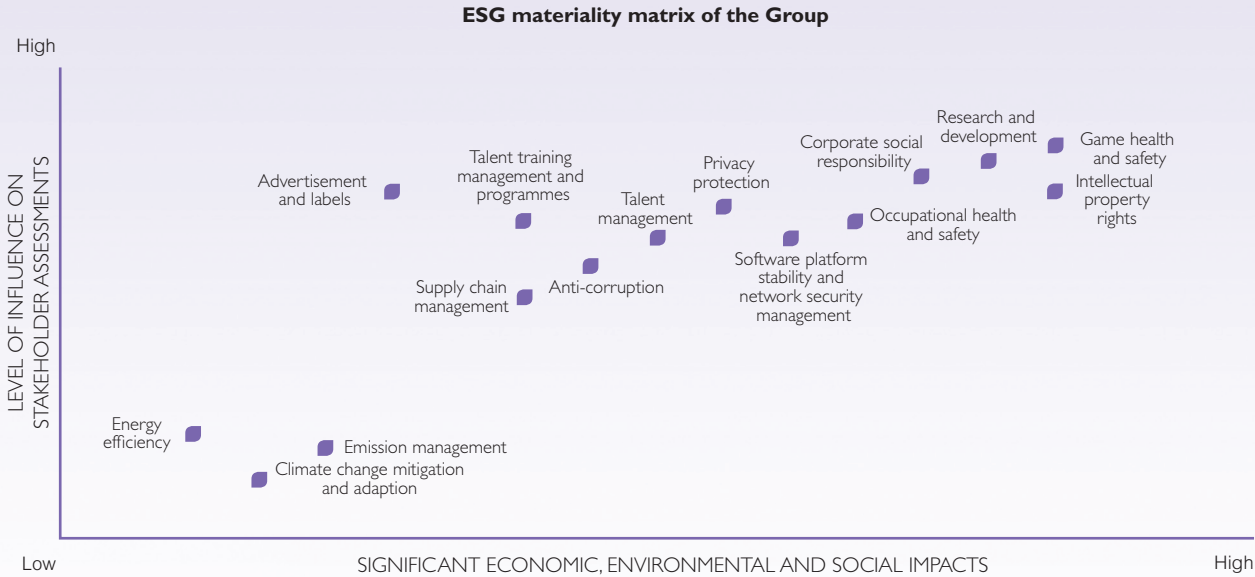 ESG materiality matrix of the Group
High
LEVEL OF INFLUENCE ON
STAKEHOLDER ASSESSMENTS
Research and
development
Game health
and safety
Corporate social
responsibility
Talent training
management and
programmes
Privacy
protection
Advertisement
and labels
Intellectual
property
rights
Talent
management
Occupational health
and safety
Software platform
stability and
network security
management
Supply chain
management
Anti-corruption
Energy
efficiency
Emission management
Climate change mitigation
and adaption
Low
SIGNIFICANT ECONOMIC, ENVIRONMENTAL AND SOCIAL IMPACTS
High